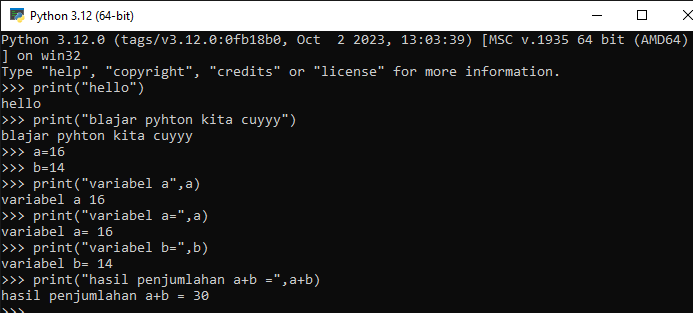 Python 3.12 (64-bit)
Python 3.12.0 (tags/v3.12.0:0fb18b0, Oct  2 2023, 13:03:39) [MSC v.1935 64 bit (AMD64)
] on win32
Type "help", "copyright", "credits" or "license" for more information.
>>> print("hello")
hello
>>> print("blajar pyhton kita cuyyy")
blajar pyhton kita cuyyy
>>> a=16
>>> b=14
>>> print("variabel a",a)
variabel a 16
>>> print("variabel a=",a)
variabel a= 16
>>> print("variabel b=",b)
variabel b= 14
>>> print("hasil penjumlahan a+b =",a+b)
hasil penjumlahan a+b = 30
>>>